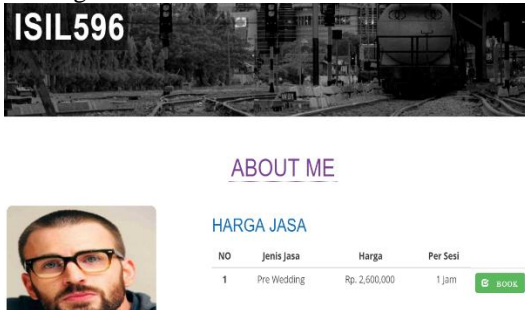 ISIL596
ABOUT ME
HARGA JASA
NO Jenis Jasa Harga Per Sesi
1 Pre Wedding Rp. 2,600,000 1 jam BOOK